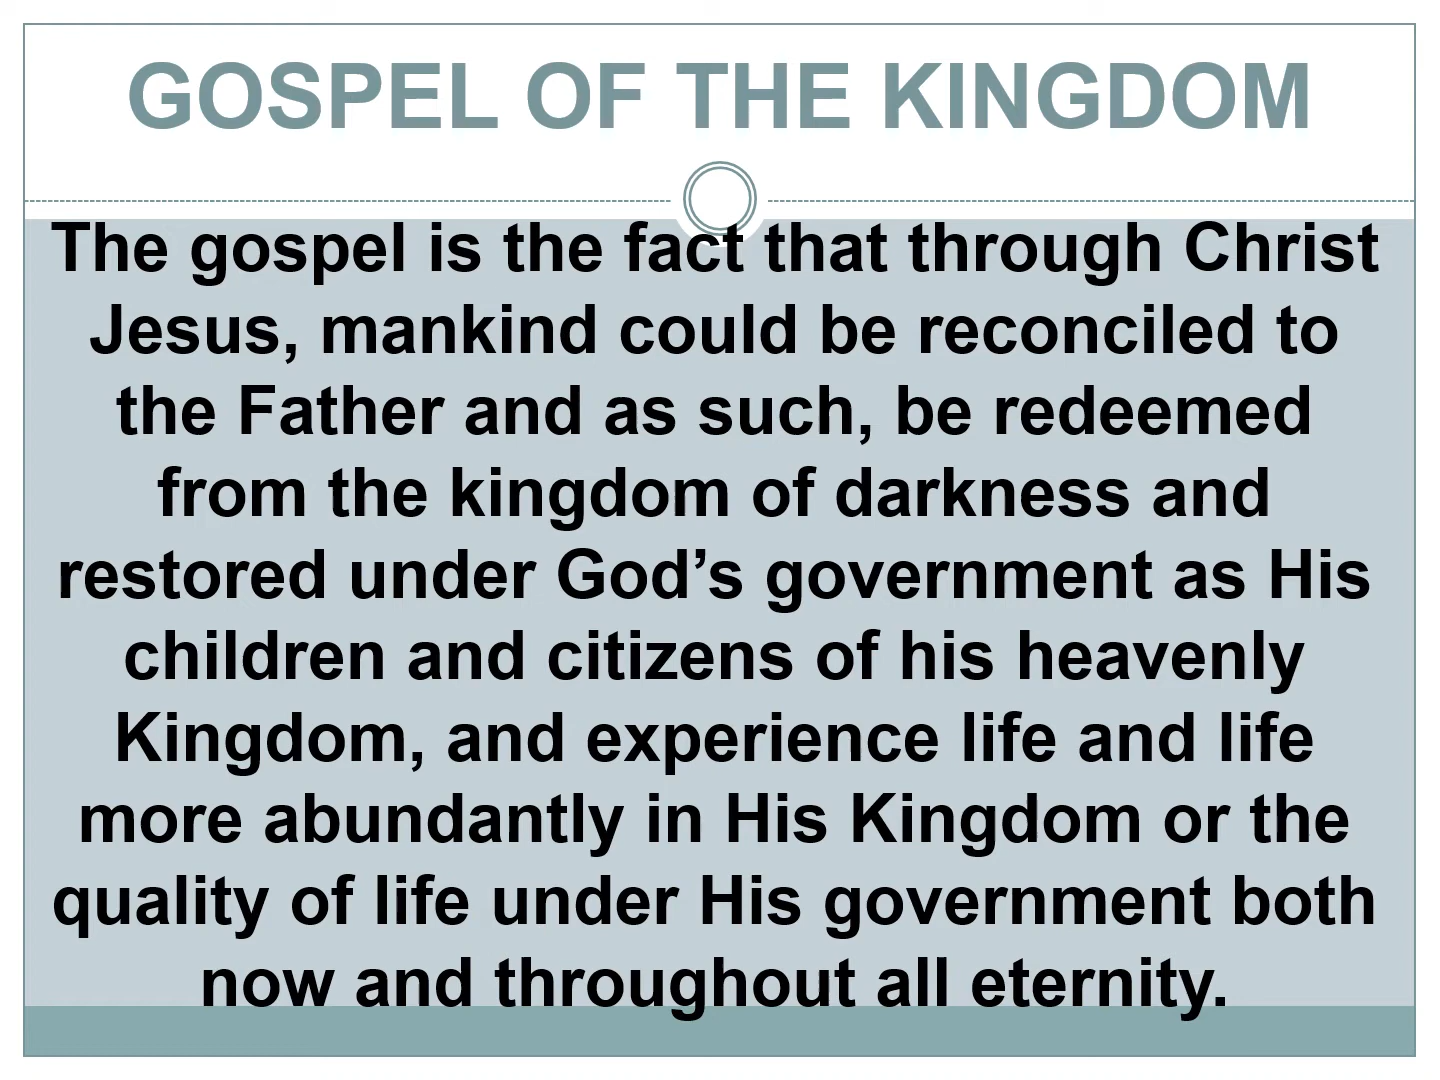 GOSPEL OF THE KINGDOM
The gospel is the fact that through Christ
Jesus, mankind could be reconciled to
the Father and as such, be redeemed
from the kingdom of darkness and
restored under God’s government as His
children and citizens of his heavenly
Kingdom, and experience life and life
more abundantly in His Kingdom or the
quality of life under His government both
now and throughout all eternity.